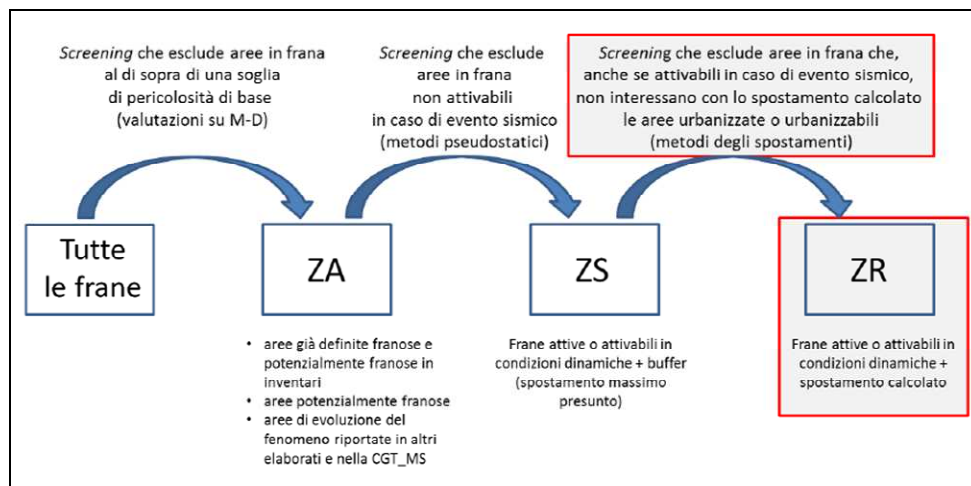 Screening che esclude aree in frana
al di sopra di una soglia
di pericolosità di base
(valutazioni su M-D)
Screening che esclude
aree in frana
non attivabili
in caso di evento sismico
(metodi pseudostatici)
Screening che esclude aree in frana che,
anche se attivabili in caso di evento sismico,
non interessano con lo spostamento calcolato
le aree urbanizzate o urbanizzabili
(metodi degli spostamenti)
Tutte
le frane
ZA
ZS
ZR
• aree già definite franose e
potenzialmente franose in
inventari
• aree potenzialmente franose
• aree di evoluzione del
fenomeno riportate in altri
elaborati e nella CGT_MS
Frane attive o attivabili in
condizioni dinamiche + buffer
(spostamento massimo
presunto)
Frane attive o attivabili in
condizioni dinamiche +
spostamento calcolato